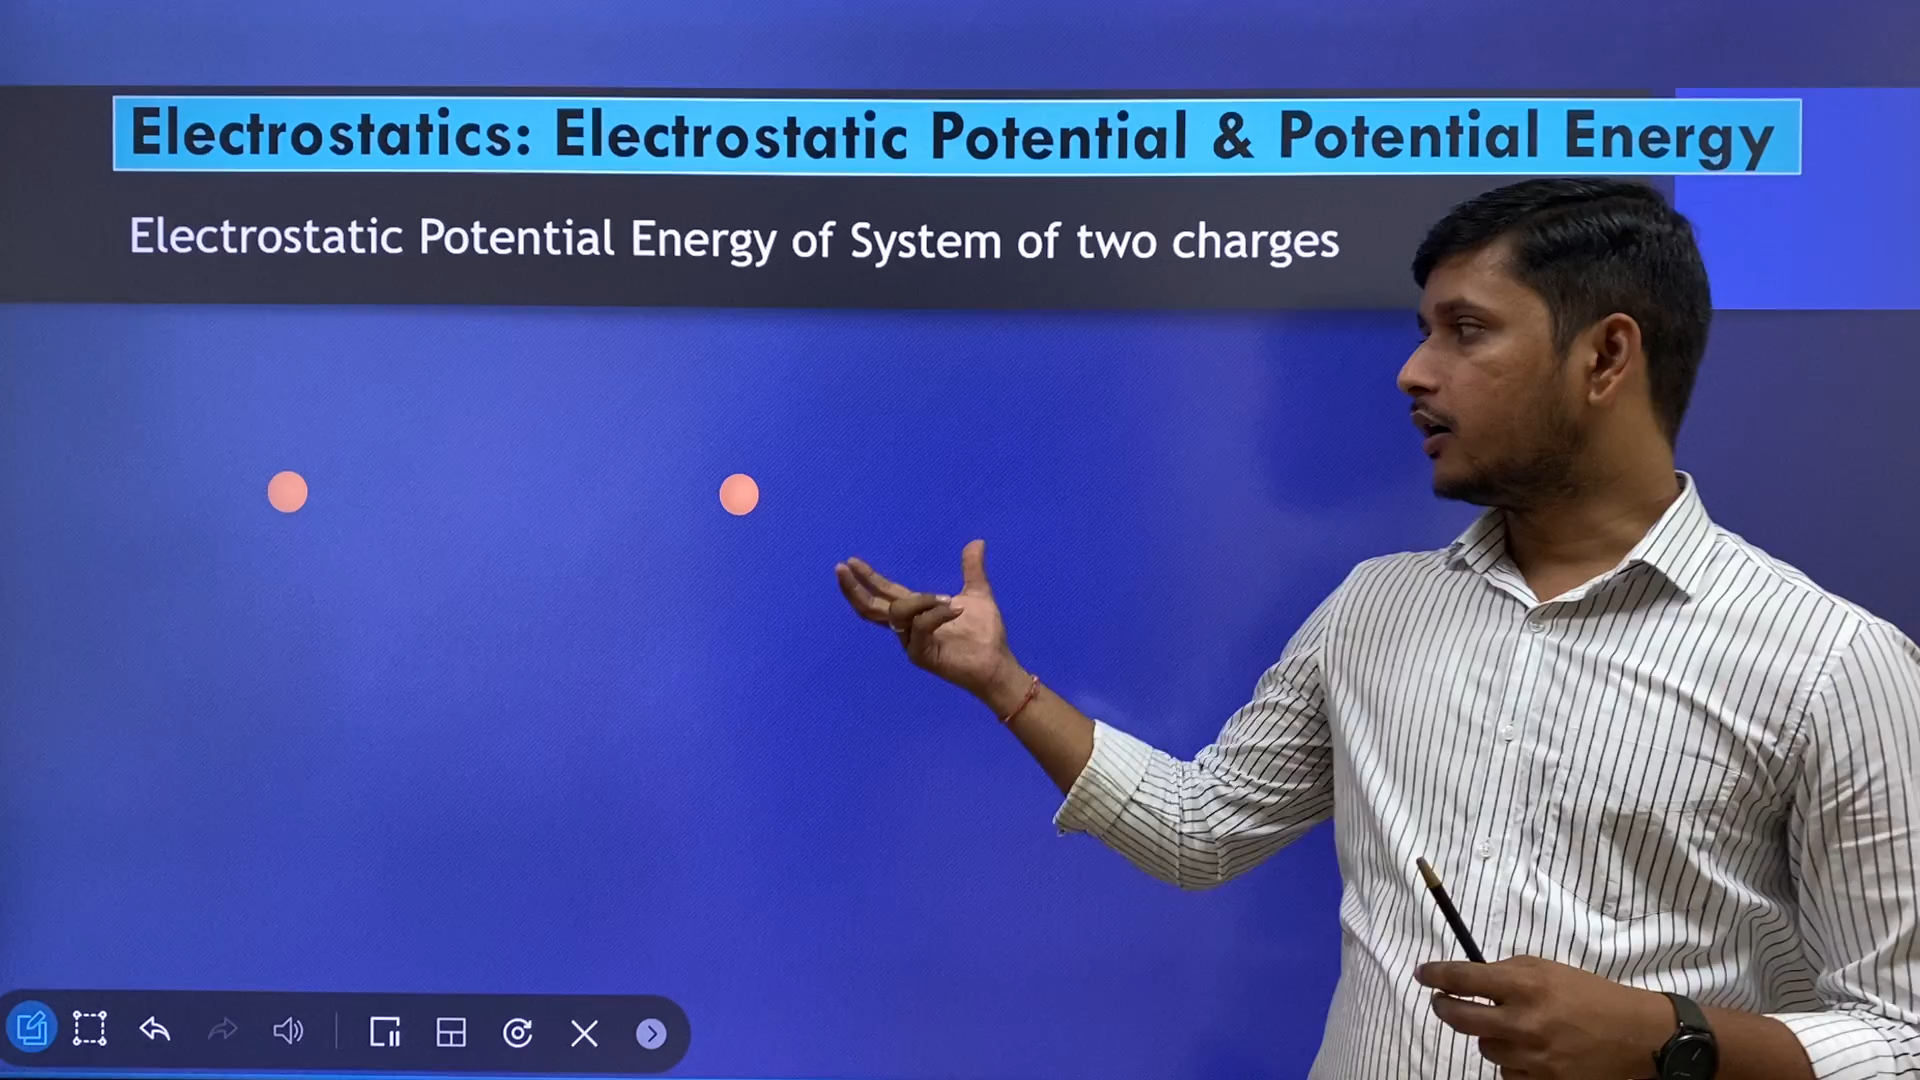 Electrostatics: Electrostatic Potential & Potential Energy
Electrostatic Potential Energy of System of two charges